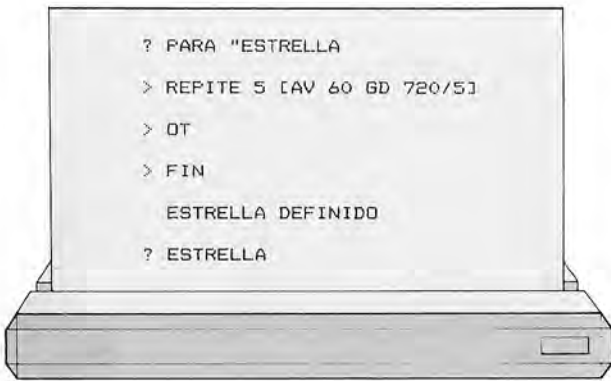 ? PARA "ESTRELLA
> REPITE 5 [AV 60 GD 720/5]
> OT
> FIN
ESTRELLA DEFINIDO
? ESTRELLA